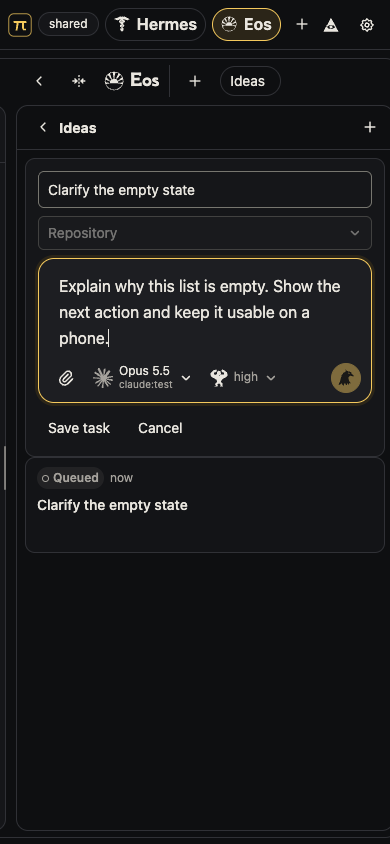 π
shared
Hermes
Eos
Eos
Ideas
Ideas
Clarify the empty state
Repository
Explain why this list is empty. Show the
next action and keep it usable on a
phone.
Opus 5.5
claude:test
high
Save task
Cancel
Queued
now
Clarify the empty state